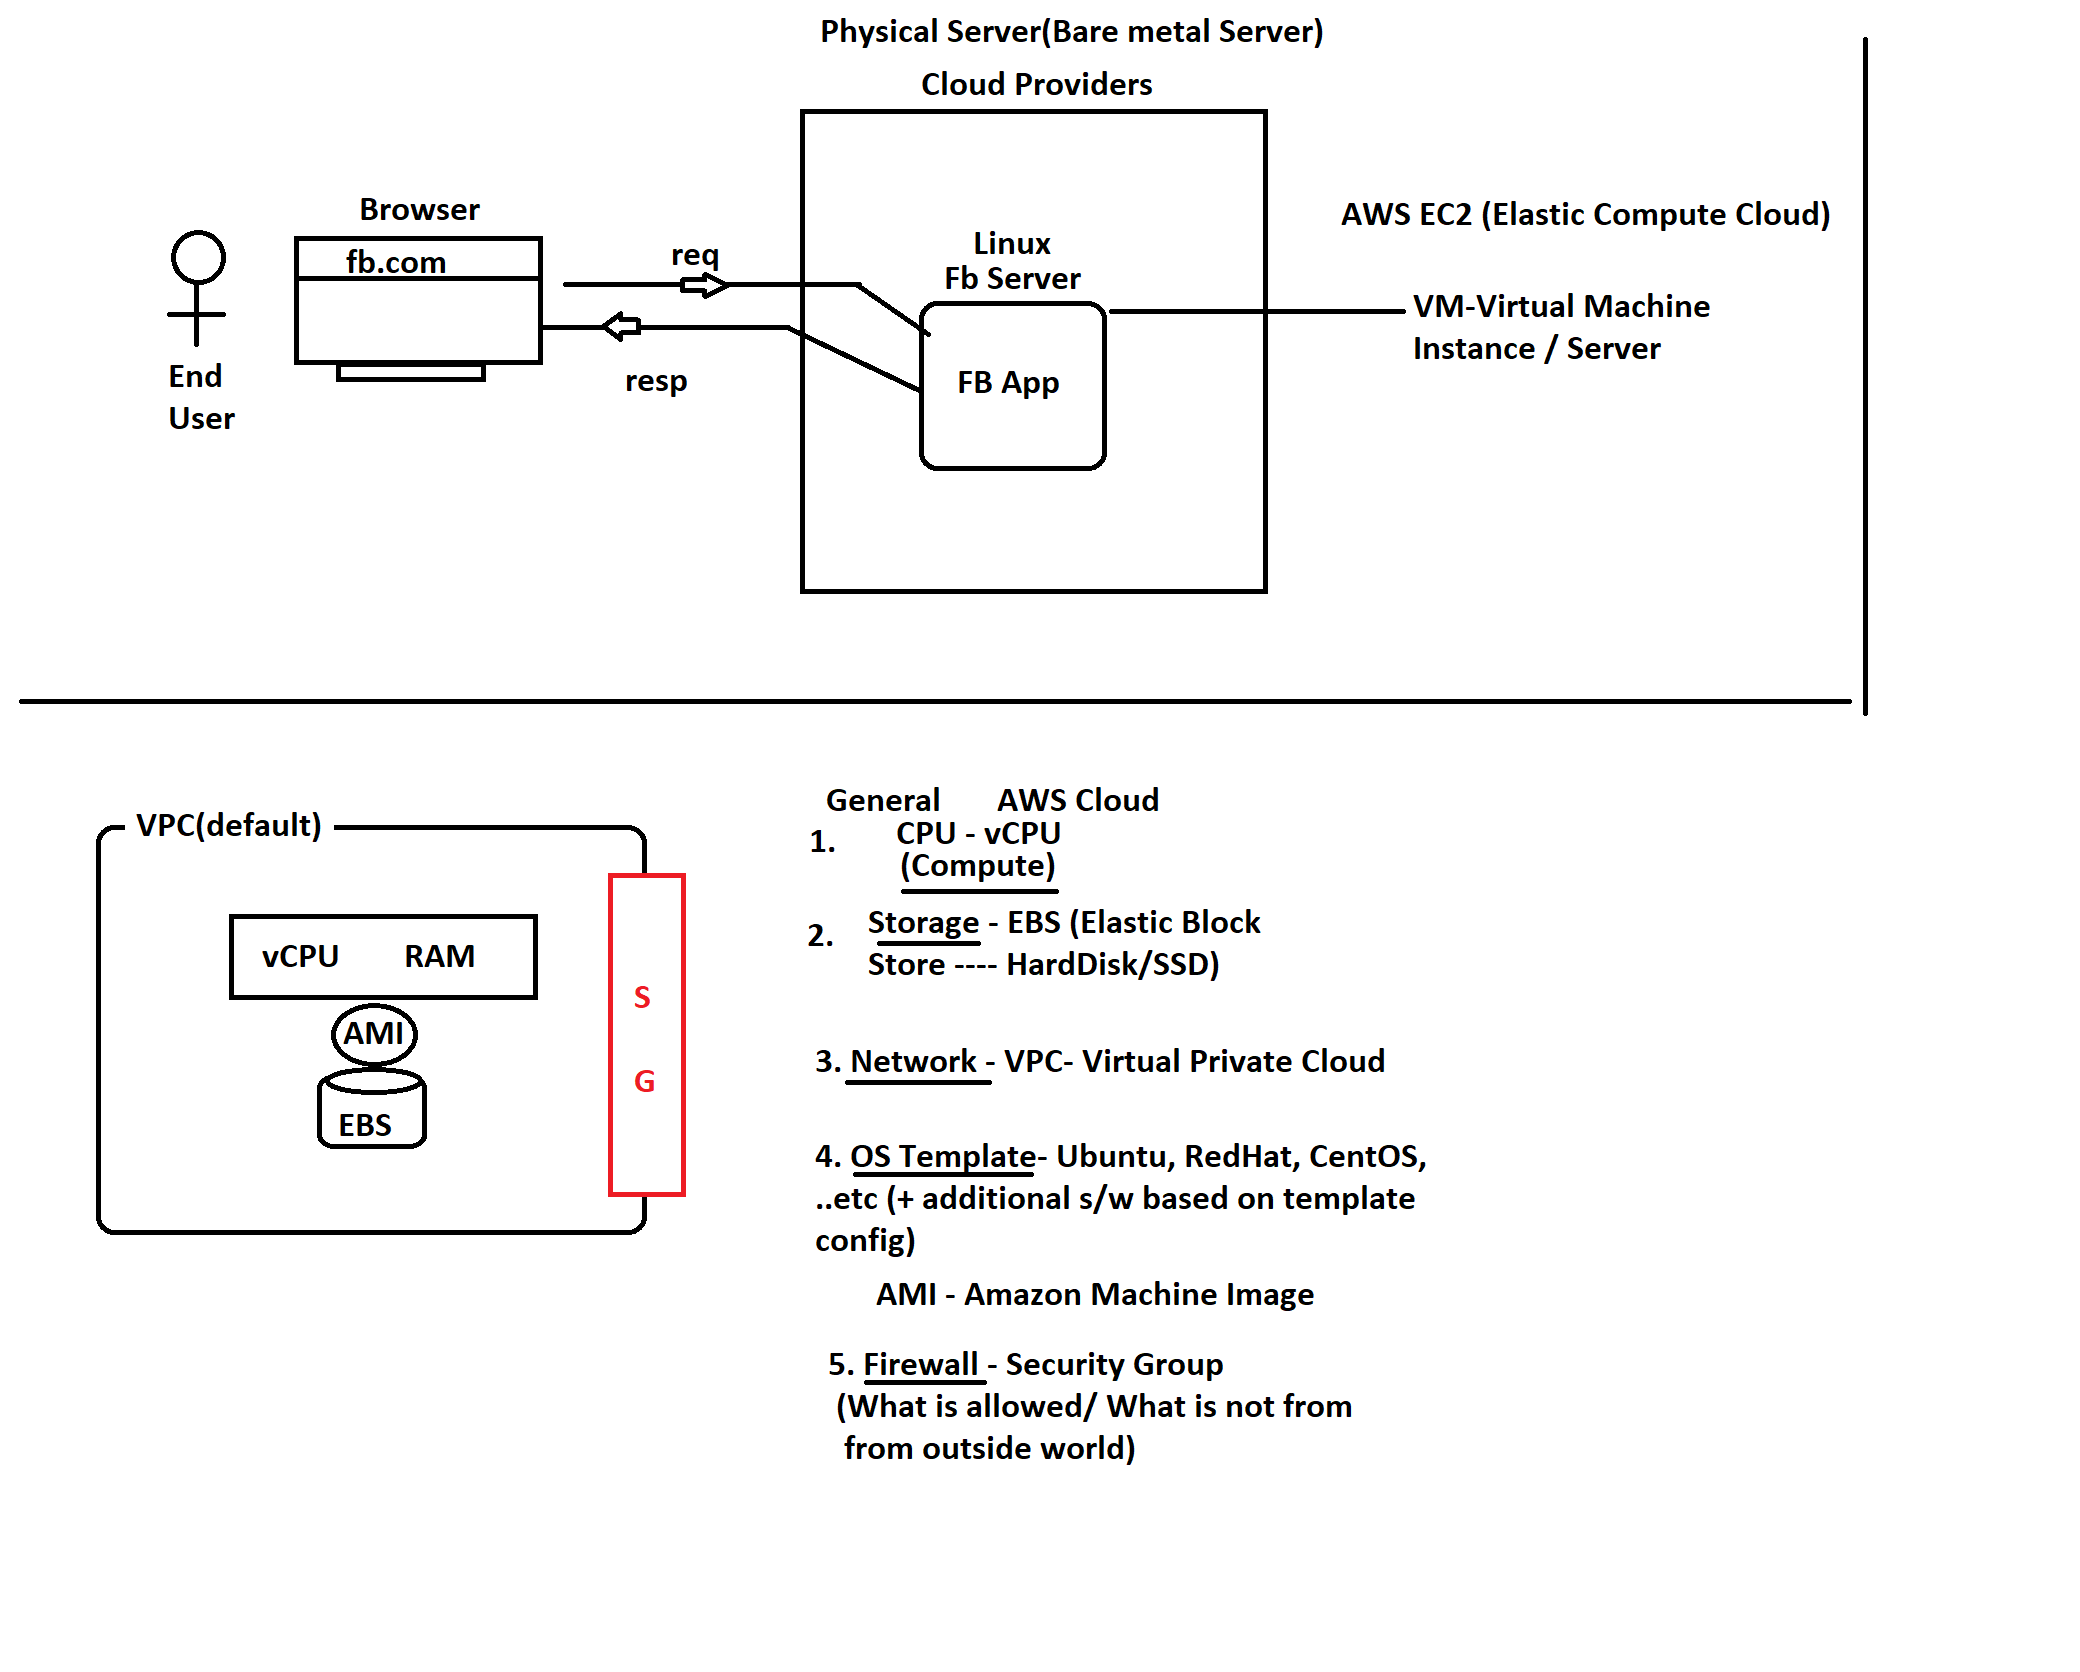 Physical Server(Bare metal Server)
Cloud Providers
Browser
fb.com
End
User
req
resp
Linux
Fb Server
FB App
AWS EC2 (Elastic Compute Cloud)
VM-Virtual Machine
Instance / Server
VPC(default)
vCPU RAM
AMI
EBS
S
G
General AWS Cloud
1. CPU - vCPU
(Compute)
2. Storage - EBS (Elastic Block
Store ---- HardDisk/SSD)
3. Network - VPC- Virtual Private Cloud
4. OS Template- Ubuntu, RedHat, CentOS,
..etc (+ additional s/w based on template
config)
AMI - Amazon Machine Image
5. Firewall - Security Group
(What is allowed/ What is not from
from outside world)